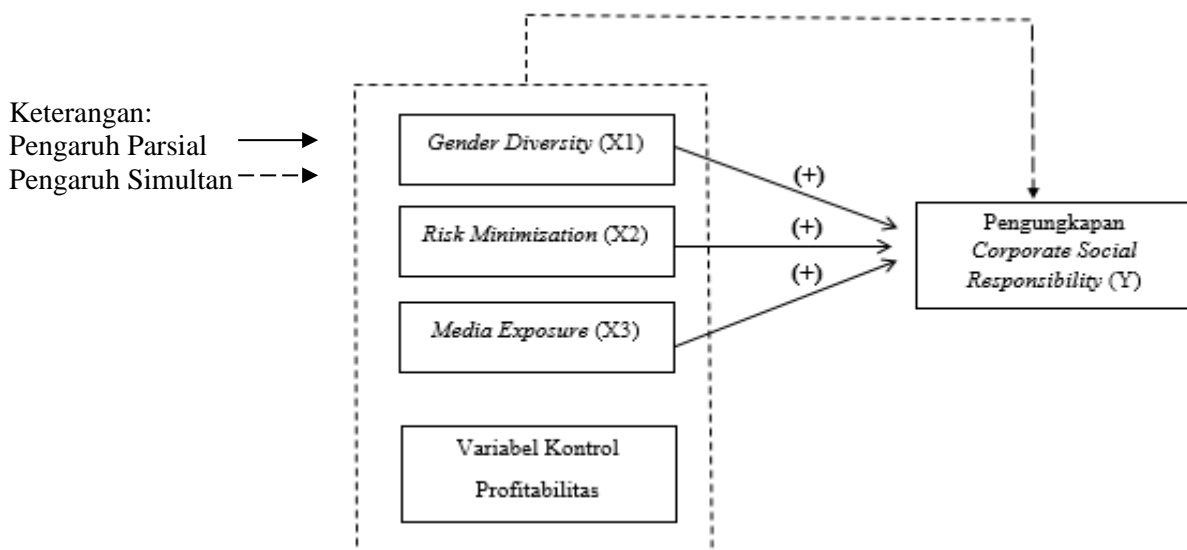 Keterangan:
Pengaruh Parsial
Pengaruh Simultan
Gender Diversity (X1)
Risk Minimization (X2)
Media Exposure (X3)
Variabel Kontrol
Profitabilitas
(+)
(+)
(+)
Pengungkapan
Corporate Social
Responsibility (Y)